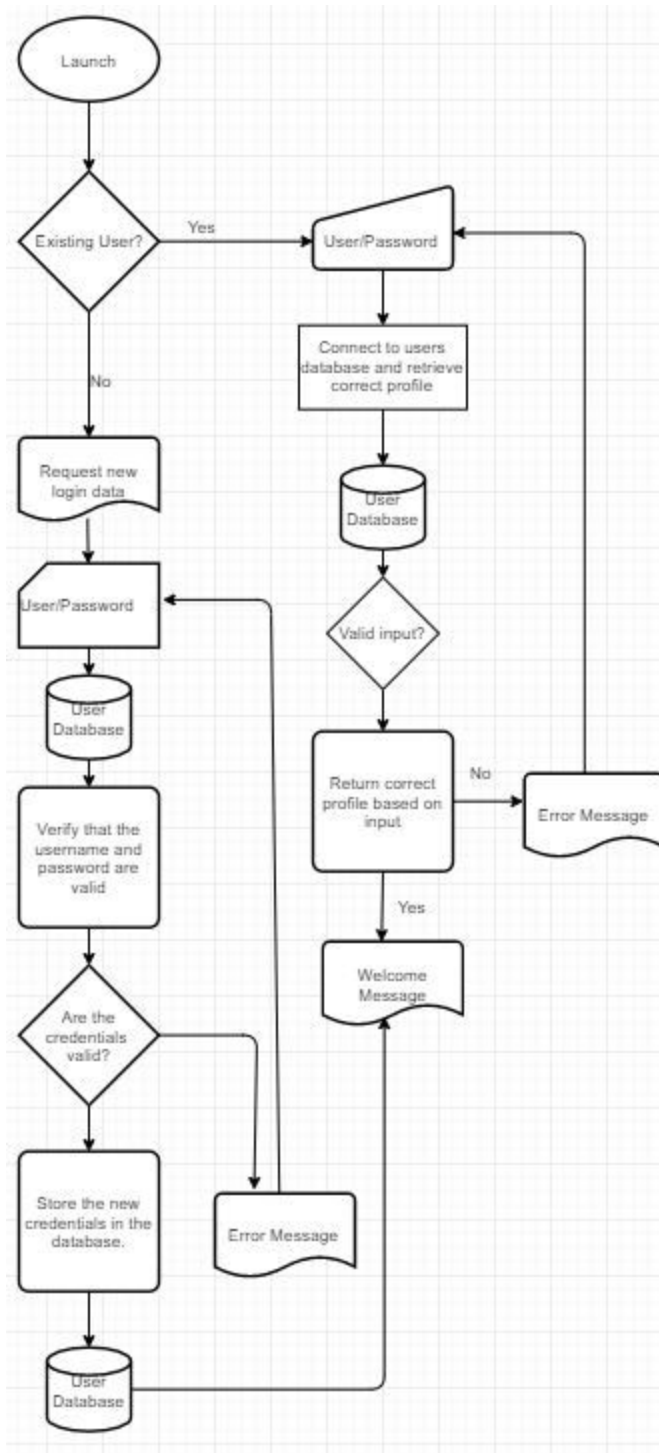 Launch
Existing User?
Yes
User/Password
No
Connect to users
database and retrieve
correct profile
Request new
login data
User
Database
User/Password
Valid input?
User
Database
Return correct
profile based on
input
No
Error Message
Verify that the
username and
password are
valid
Yes
Welcome
Message
Are the
credentials
valid?
Store the new
credentials in the
database.
Error Message
User
Database